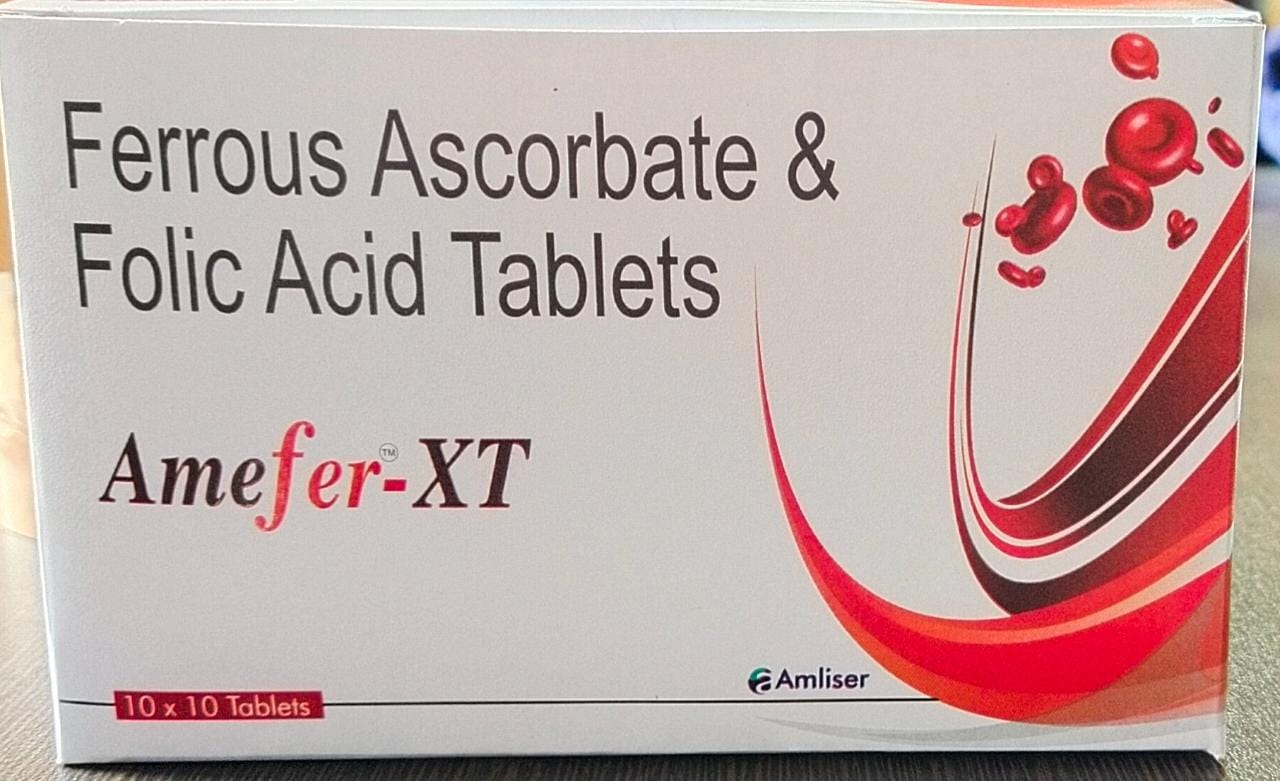 Ferrous Ascorbate &
Folic Acid Tablets
Amefer™-XT
10 x 10 Tablets
Amliser